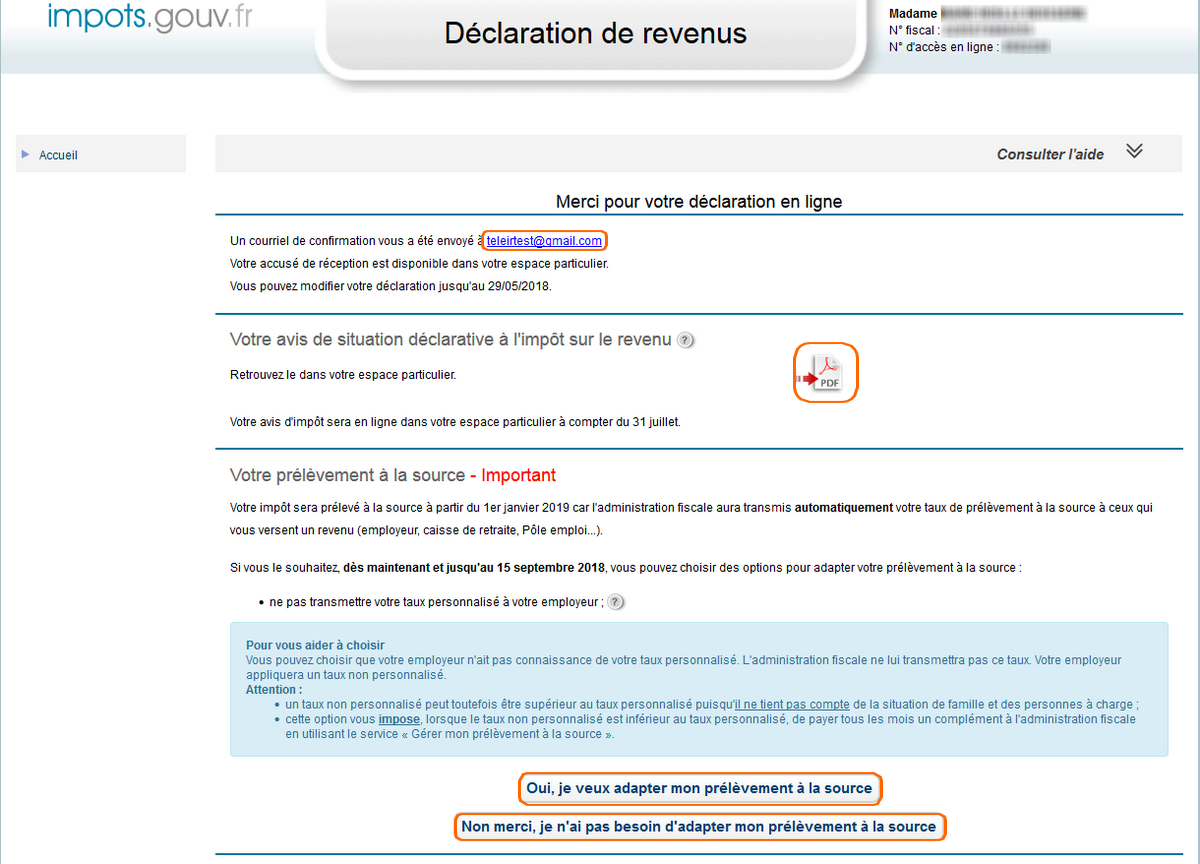 impots.gouv.fr
Déclaration de revenus
Madame
N° fiscal :
N° d'accès en ligne :
Accueil
Consulter l'aide
Merci pour votre déclaration en ligne
Un courriel de confirmation vous a été envoyé à teleirtest@gmail.com
Votre accusé de réception est disponible dans votre espace particulier.
Vous pouvez modifier votre déclaration jusqu'au 29/05/2018.
Votre avis de situation déclarative à l'impôt sur le revenu ?
Retrouvez le dans votre espace particulier.
PDF
Votre avis d'impôt sera en ligne dans votre espace particulier à compter du 31 juillet.
Votre prélèvement à la source - Important
Votre impôt sera prélevé à la source à partir du 1er janvier 2019 car l'administration fiscale aura transmis automatiquement votre taux de prélèvement à la source à ceux qui
vous versent un revenu (employeur, caisse de retraite, Pôle emploi...).
Si vous le souhaitez, dès maintenant et jusqu'au 15 septembre 2018, vous pouvez choisir des options pour adapter votre prélèvement à la source :
• ne pas transmettre votre taux personnalisé à votre employeur ; ?
Pour vous aider à choisir
Vous pouvez choisir que votre employeur n'ait pas connaissance de votre taux personnalisé. L'administration fiscale ne lui transmettra pas ce taux. Votre employeur
appliquera un taux non personnalisé.
Attention :
• un taux non personnalisé peut toutefois être supérieur au taux personnalisé puisqu'il ne tient pas compte de la situation de famille et des personnes à charge ;
• cette option vous impose, lorsque le taux non personnalisé est inférieur au taux personnalisé, de payer tous les mois un complément à l'administration fiscale
en utilisant le service « Gérer mon prélèvement à la source ».
Oui, je veux adapter mon prélèvement à la source
Non merci, je n'ai pas besoin d'adapter mon prélèvement à la source